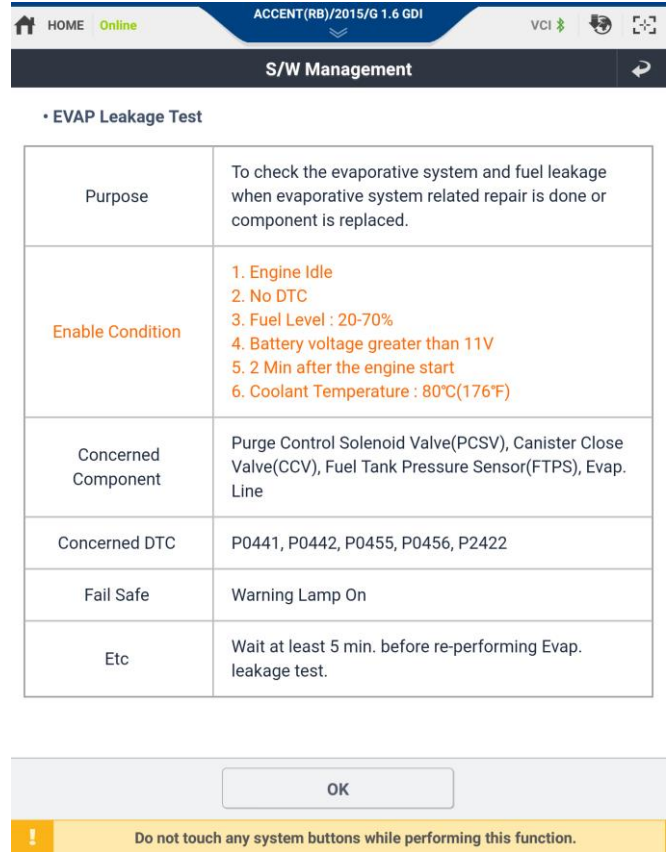 HOME Online
ACCENT(RB)/2015/G 1.6 GDI
VCI
S/W Management
• EVAP Leakage Test
Purpose
To check the evaporative system and fuel leakage
when evaporative system related repair is done or
component is replaced.
Enable Condition
1. Engine Idle
2. No DTC
3. Fuel Level : 20-70%
4. Battery voltage greater than 11V
5. 2 Min after the engine start
6. Coolant Temperature : 80℃(176℉)
Concerned
Component
Purge Control Solenoid Valve(PCSV), Canister Close
Valve(CCV), Fuel Tank Pressure Sensor(FTPS), Evap.
Line
Concerned DTC
P0441, P0442, P0455, P0456, P2422
Fail Safe
Warning Lamp On
Etc
Wait at least 5 min. before re-performing Evap.
leakage test.
OK
! Do not touch any system buttons while performing this function.